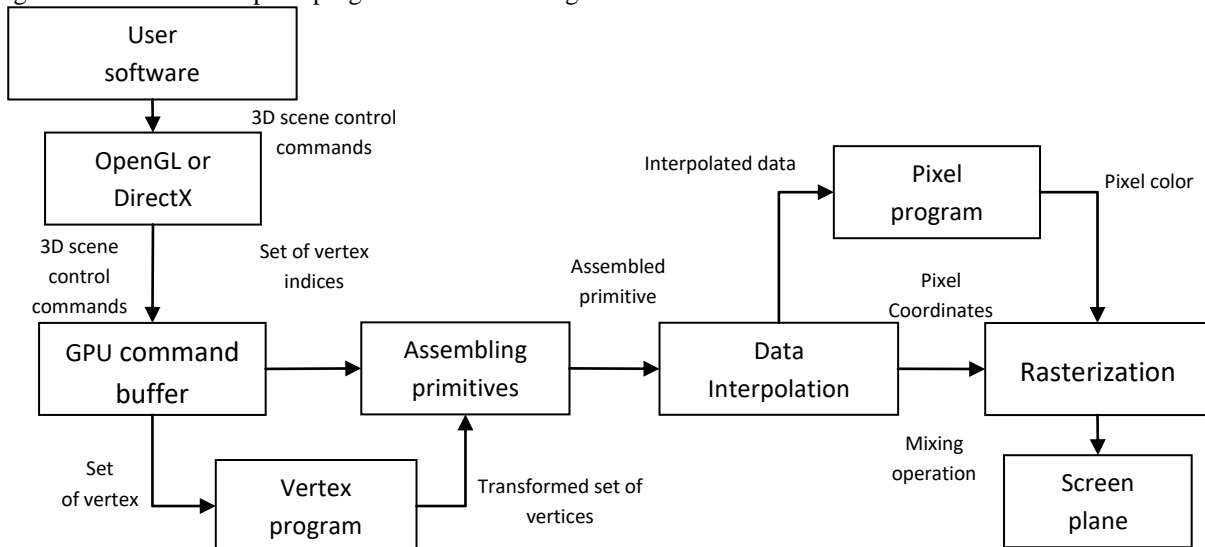 User
software
3D scene control
commands
OpenGL or
DirectX
3D scene
control
commands
Set of vertex
indices
GPU command
buffer
Set
of vertex
Vertex
program
Transformed set of
vertices
Assembling
primitives
Assembled
primitive
Data
Interpolation
Interpolated data
Pixel
program
Pixel color
Pixel
Coordinates
Rasterization
Mixing
operation
Screen
plane